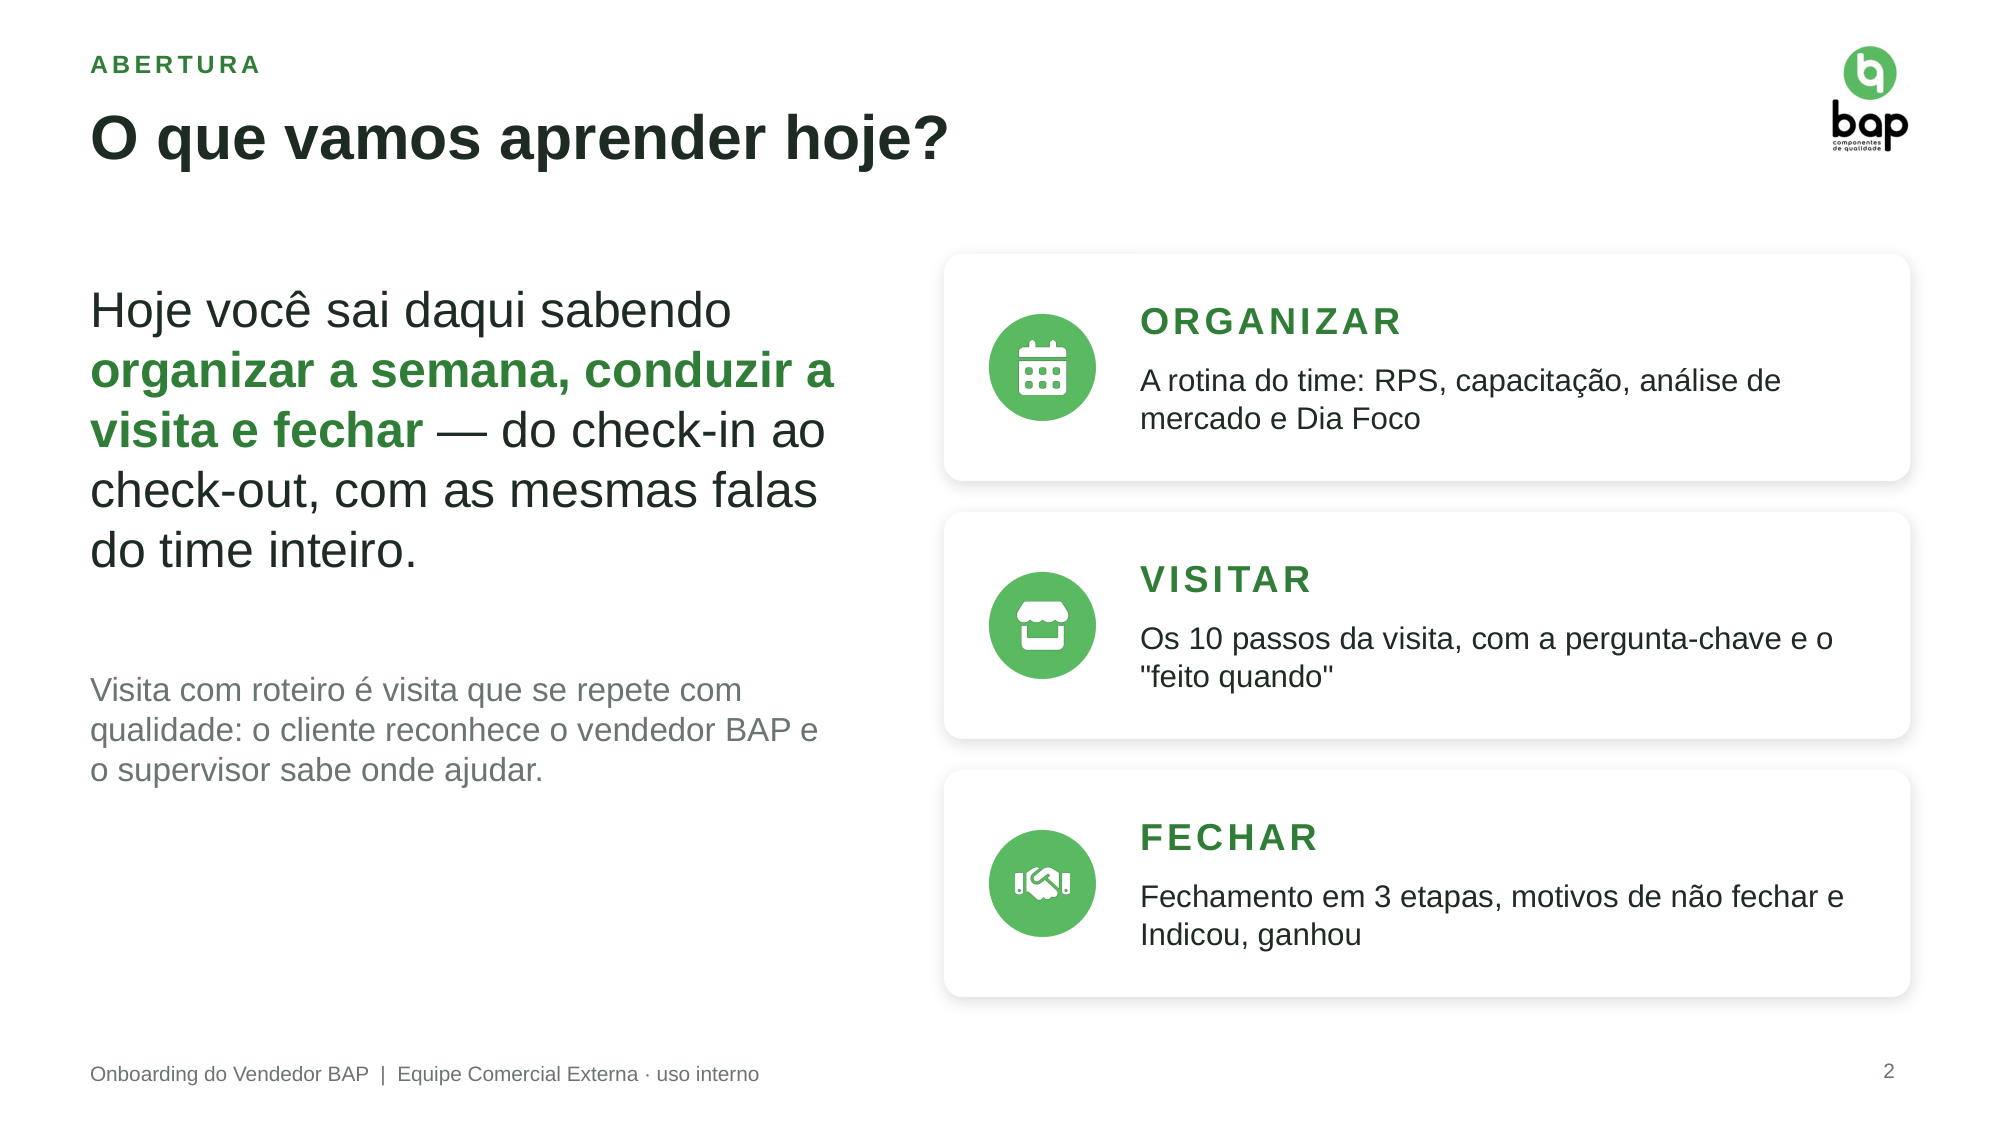 ABERTURA
O que vamos aprender hoje?
bap
componentes
de qualidade
Hoje você sai daqui sabendo
organizar a semana, conduzir a
visita e fechar — do check-in ao
check-out, com as mesmas falas
do time inteiro.
Visita com roteiro é visita que se repete com
qualidade: o cliente reconhece o vendedor BAP e
o supervisor sabe onde ajudar.
ORGANIZAR
A rotina do time: RPS, capacitação, análise de
mercado e Dia Foco
VISITAR
Os 10 passos da visita, com a pergunta-chave e o
"feito quando"
FECHAR
Fechamento em 3 etapas, motivos de não fechar e
Indicou, ganhou
Onboarding do Vendedor BAP | Equipe Comercial Externa · uso interno
2